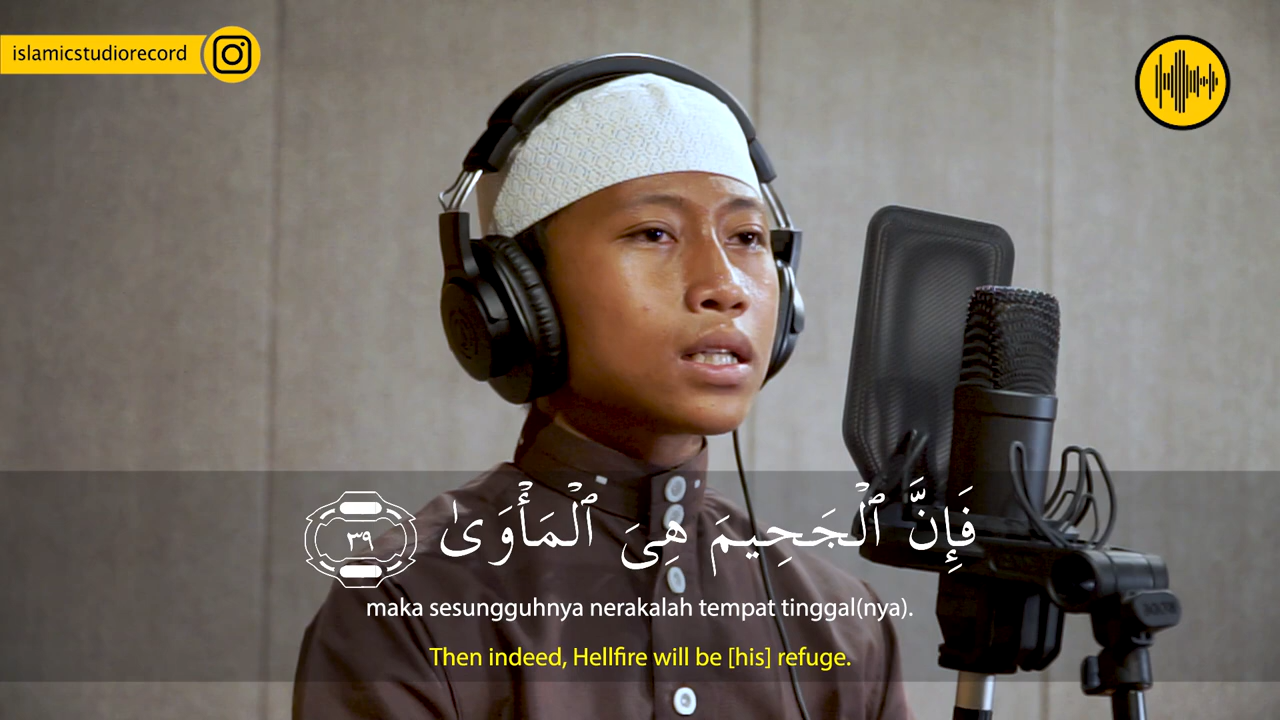 islamicstudiorecord
فَإِنَّ ٱلْجَحِيمَ هِىَ ٱلْمَأْوَىٰ ٣٩
maka sesungguhnya nerakalah tempat tinggal(nya).
Then indeed, Hellfire will be [his] refuge.